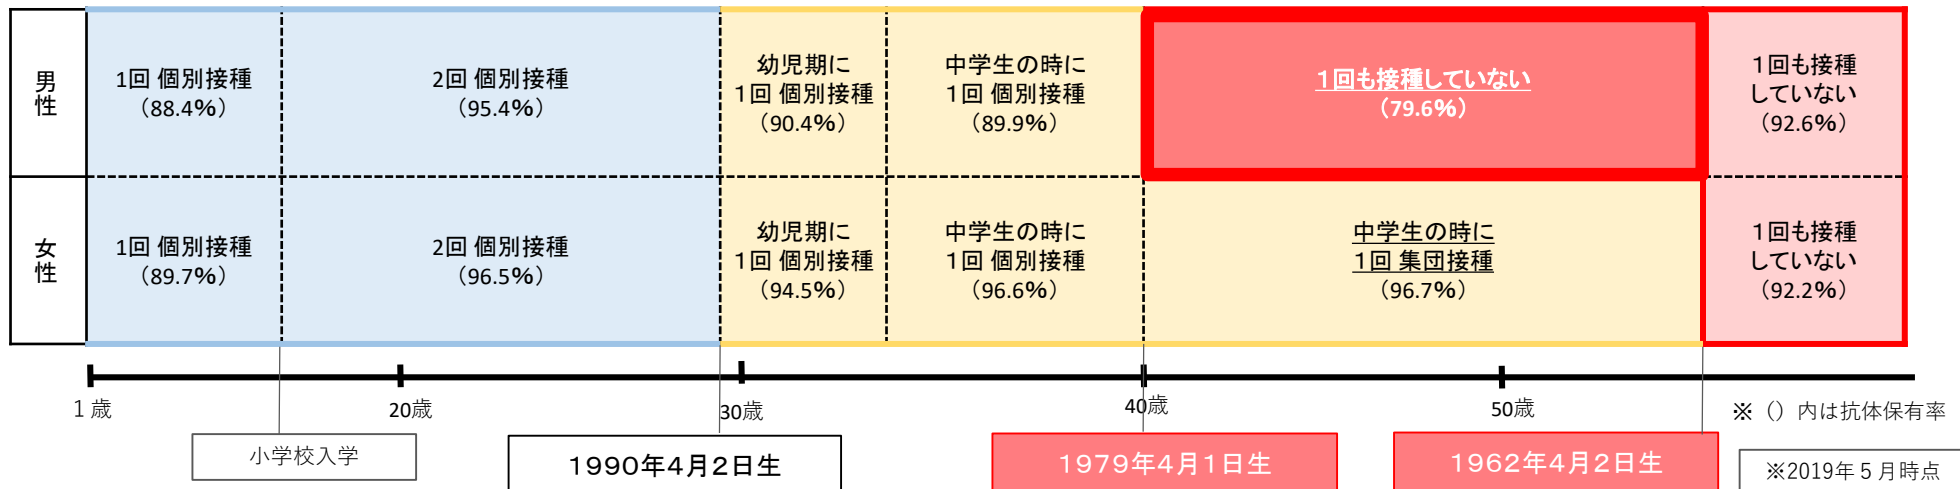 男性
1回 個別接種
（88.4%）
2回 個別接種
（95.4%）
幼児期に
1回 個別接種
（90.4%）
中学生の時に
1回 個別接種
（89.9%）
1回も接種していない
（79.6%）
1回も接種
していない
（92.6%）
女性
1回 個別接種
（89.7%）
2回 個別接種
（96.5%）
幼児期に
1回 個別接種
（94.5%）
中学生の時に
1回 個別接種
（96.6%）
中学生の時に
1回 集団接種
（96.7%）
1回も接種
していない
（92.2%）
1歳
20歳
30歳
40歳
50歳
※（）内は抗体保有率
小学校入学
1990年4月2日生
1979年4月1日生
1962年4月2日生
※2019年5月時点